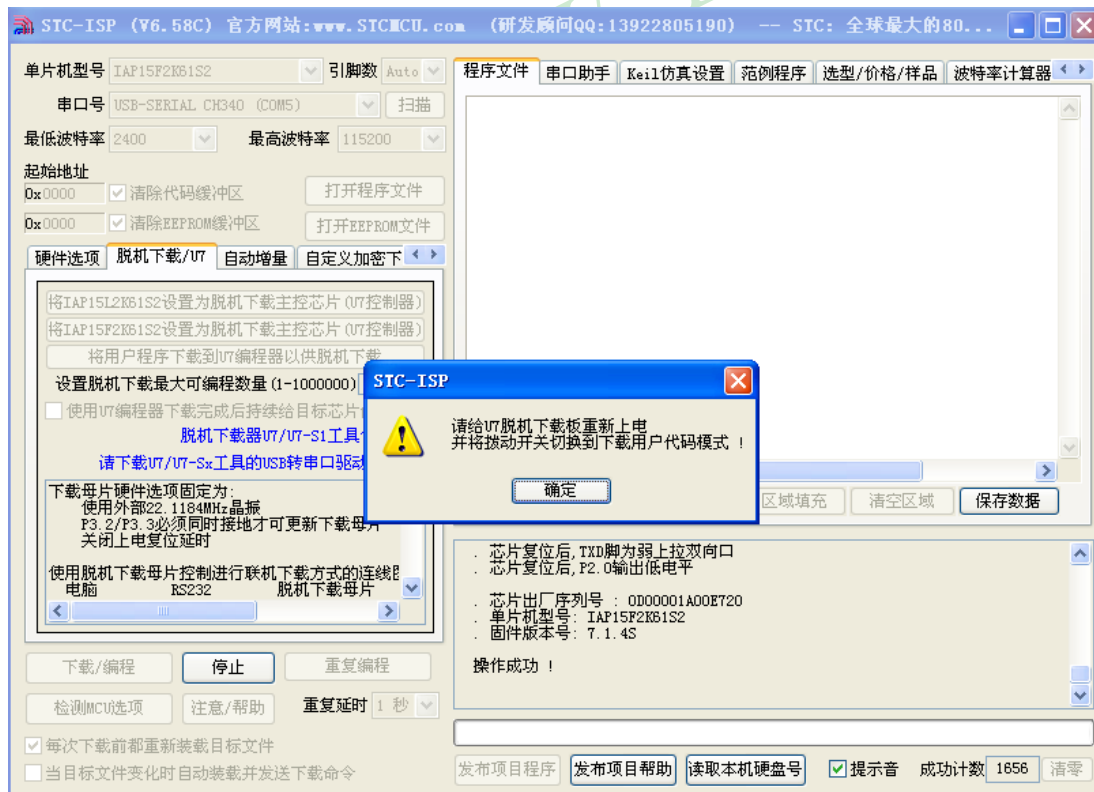 STC-ISP (V6.58C) 官方网站:www.STCMCU.com (研发顾问QQ:13922805190) -- STC: 全球最大的80...
单片机型号 IAP15F2K61S2 引脚数 Auto
串口号 USB-SERIAL CH340 (COM5) 扫描
最低波特率 2400 最高波特率 115200
起始地址
0x0000 清除代码缓冲区 打开程序文件
0x0000 清除EEPROM缓冲区 打开EEPROM文件
硬件选项 脱机下载/U7 自动增量 自定义加密下
将IAP15L2K61S2设置为脱机下载主控芯片(U7控制器)
将IAP15F2K61S2设置为脱机下载主控芯片(U7控制器)
将用户程序下载到U7编程器以供脱机下载
设置脱机下载最大可编程数量(1-1000000)
使用U7编程器下载完成后持续给目标芯片
脱机下载器U7/U7-S1工具
请下载U7/U7-Sx工具的USB转串口驱动
下载母片硬件选项固定为:
使用外部22.1184MHz晶振
P3.2/P3.3必须同时接地才可更新下载母片
关闭上电复位延时
使用脱机下载母片控制进行联机下载方式的连线图
电脑 RS232 脱机下载母片
下载/编程 停止 重复编程
检测MCU选项 注意/帮助 重复延时 1 秒
每次下载前都重新装载目标文件
当目标文件变化时自动装载并发送下载命令
程序文件 串口助手 Keil仿真设置 范例程序 选型/价格/样品 波特率计算器
STC-ISP
请给U7脱机下载板重新上电
并将拨动开关切换到下载用户代码模式 !
确定
区域填充 清空区域 保存数据
. 芯片复位后,TXD脚为弱上拉双向口
. 芯片复位后,P2.0输出低电平
. 芯片出厂序列号 : 0D00001A00E720
. 单片机型号: IAP15F2K61S2
. 固件版本号: 7.1.4S
操作成功 !
发布项目程序 发布项目帮助 读取本机硬盘号 提示音 成功计数 1656 清零